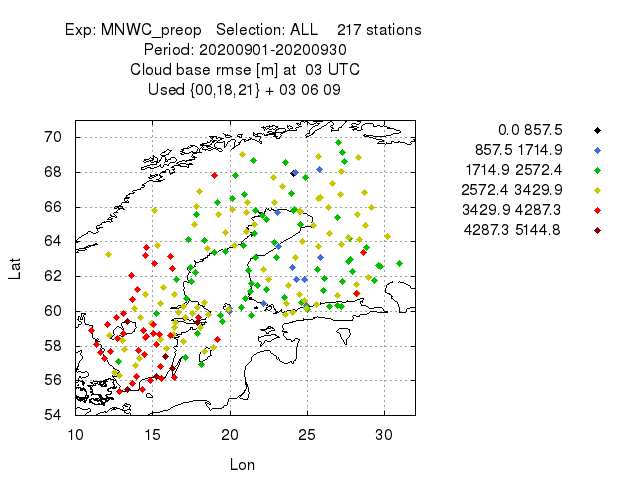 Exp: MNWC_preop Selection: ALL 217 stations
Period: 20200901-20200930
Cloud base rmse [m] at 03 UTC
Used {00,18,21} + 03 06 09
0.0 857.5
857.5 1714.9
1714.9 2572.4
2572.4 3429.9
3429.9 4287.3
4287.3 5144.8
70
68
66
64
62
60
58
56
54
Lat
10 15 20 25 30
Lon